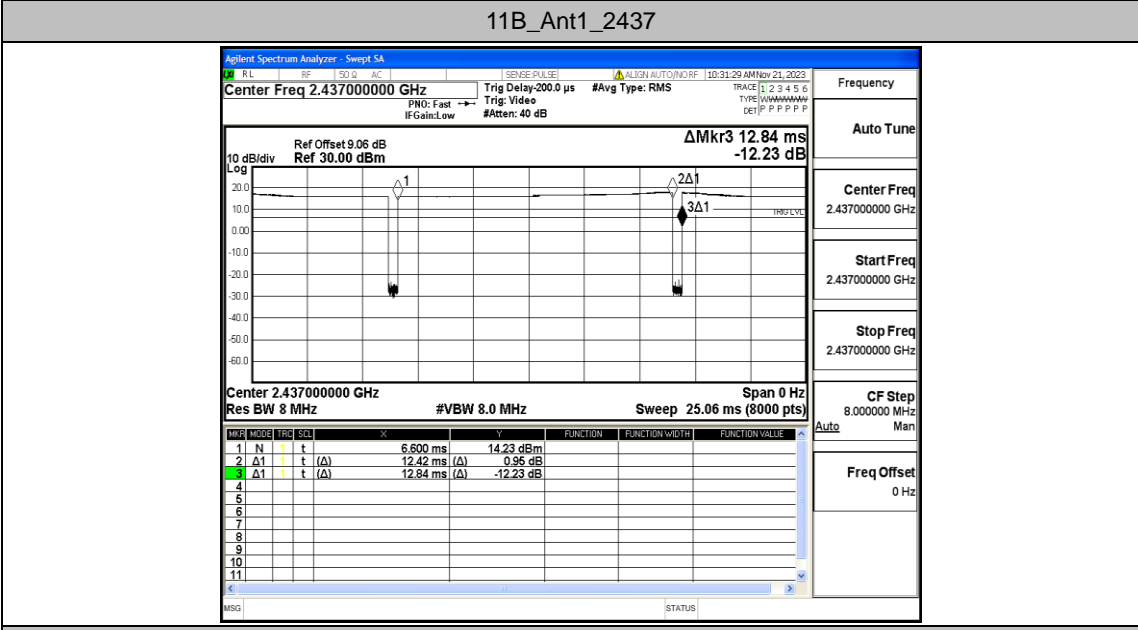 11B_Ant1_2437
Agilent Spectrum Analyzer - Swept SA
RL RF 50 Ω AC SENSE:PULSE ALIGN AUTO/NO RF 10:31:29 AM Nov 21, 2023
Center Freq 2.437000000 GHz
PNO: Fast
IFGain:Low
Trig Delay-200.0 µs
Trig: Video
#Atten: 40 dB
#Avg Type: RMS
TRACE 1 2 3 4 5 6
TYPE WWWWWW
DET P P P P P P
Frequency
Auto Tune
Center Freq
2.437000000 GHz
Start Freq
2.437000000 GHz
Stop Freq
2.437000000 GHz
CF Step
8.000000 MHz
Auto Man
Freq Offset
0 Hz
ΔMkr3 12.84 ms
-12.23 dB
Ref Offset 9.06 dB
10 dB/div Ref 30.00 dBm
Log
20.0
10.0
0.00
-10.0
-20.0
-30.0
-40.0
-50.0
-60.0
1
2Δ1
3Δ1
TRIG LVL
Center 2.437000000 GHz Span 0 Hz
Res BW 8 MHz #VBW 8.0 MHz Sweep 25.06 ms (8000 pts)
MKR MODE TRC SCL X Y FUNCTION FUNCTION WIDTH FUNCTION VALUE
1 N 1 t 6.600 ms 14.23 dBm
2 Δ1 1 t (Δ) 12.42 ms (Δ) 0.95 dB
3 Δ1 1 t (Δ) 12.84 ms (Δ) -12.23 dB
4
5
6
7
8
9
10
11
MSG STATUS